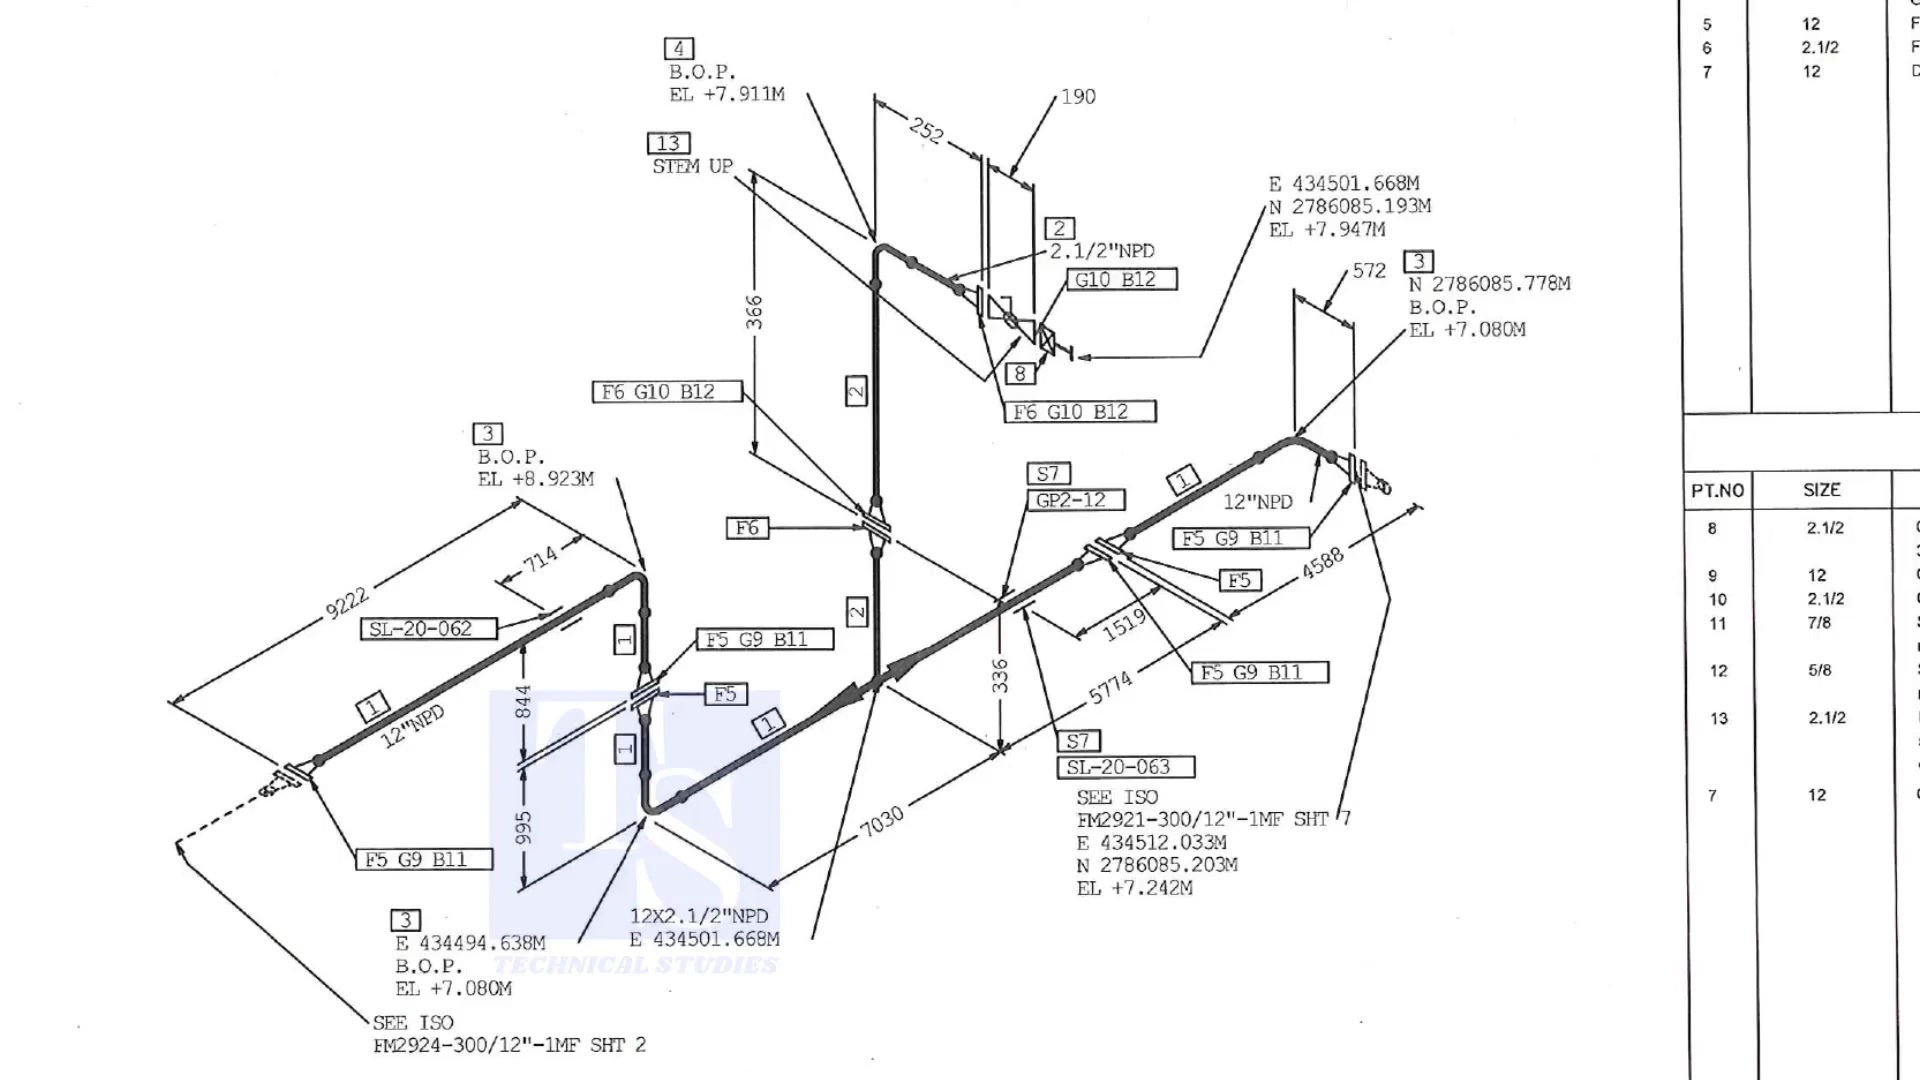 4
B.O.P.
EL +7.911M
13
STEM UP
252
190
366
2
2.1/2"NPD
G10 B12
E 434501.668M
N 2786085.193M
EL +7.947M
572
3
N 2786085.778M
B.O.P.
EL +7.080M
8
F6 G10 B12
F6 G10 B12
2
F6
3
B.O.P.
EL +8.923M
S7
GP2-12
1
12"NPD
F5 G9 B11
4588
F5
1519
714
9222
SL-20-062
1
F5 G9 B11
2
F5
844
1
12"NPD
1
995
1
336
5774
F5 G9 B11
7030
S7
SL-20-063
SEE ISO
FM2921-300/12"-1MF SHT 7
E 434512.033M
N 2786085.203M
EL +7.242M
F5 G9 B11
12X2.1/2"NPD
E 434501.668M
3
E 434494.638M
B.O.P.
EL +7.080M
SEE ISO
FM2924-300/12"-1MF SHT 2
TS
TECHNICAL STUDIES
5 12 F
6 2.1/2 F
7 12
PT.NO SIZE
8 2.1/2
9 12
10 2.1/2
11 7/8
12 5/8
13 2.1/2
7 12